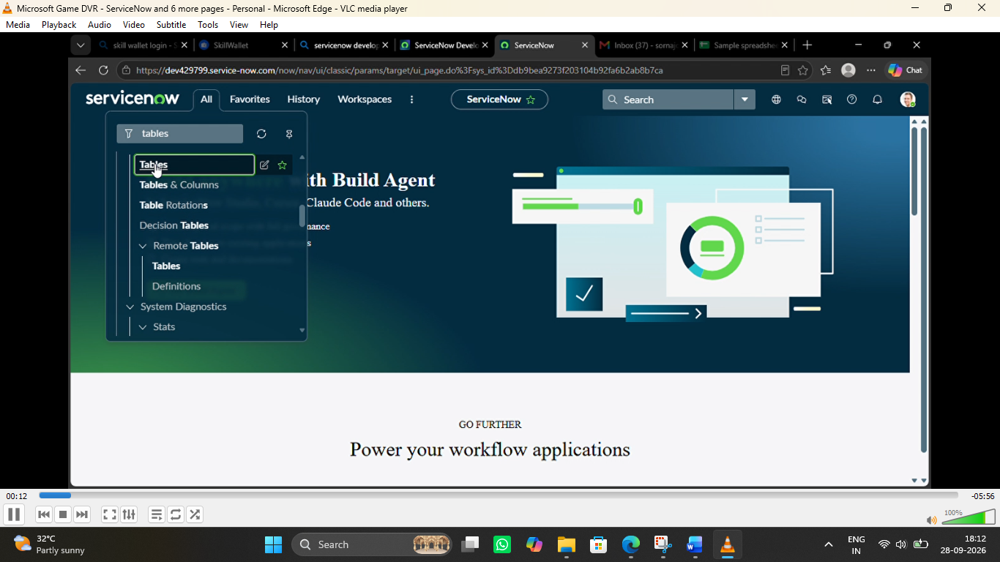 Microsoft Game DVR - ServiceNow and 6 more pages - Personal - Microsoft Edge - VLC media player
Media Playback Audio Video Subtitle Tools View Help
skill wallet login - S
SkillWallet
servicenow develop
ServiceNow Develo
ServiceNow
Inbox (37) - somaj
Sample spreadshe
https://dev429799.service-now.com/now/nav/ui/classic/params/target/ui_page.do%3Fsys_id%3Ddb9bea9273f203104b92fa6b2ab8b7ca
Chat
servicenow All Favorites History Workspaces ServiceNow Search
tables
Tables
Tables & Columns
Table Rotations
Decision Tables
Remote Tables
Tables
Definitions
System Diagnostics
Stats
ith Build Agent
Claude Code and others.
nance
s
GO FURTHER
Power your workflow applications
00:12
-05:56
100%
32°C
Partly sunny
Search
ENG
IN
18:12
28-09-2026